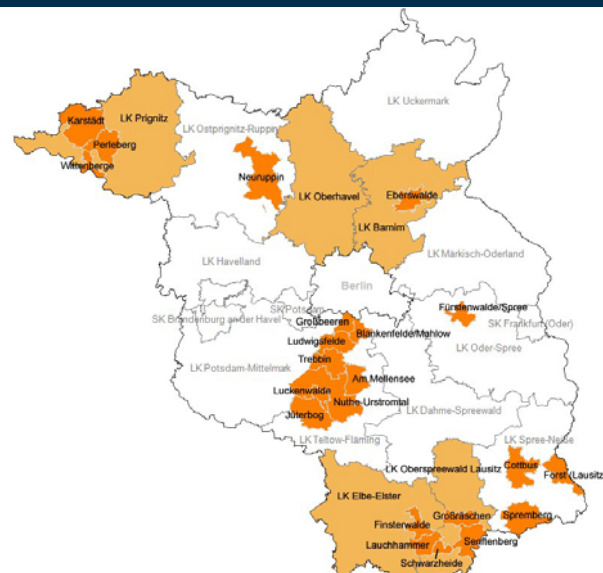 LK Uckermark
Karstädt
LK Prignitz
LK Ostprignitz-Ruppin
Perleberg
Wittenberge
Neuruppin
LK Oberhavel
Eberswalde
LK Barnim
LK Havelland
LK Märkisch-Oderland
Berlin
SK Potsdam
Fürstenwalde/Spree
SK Brandenburg an der Havel
Großbeeren
SK Frankfurt (Oder)
Blankenfelde/Mahlow
Ludwigsfelde
LK Oder-Spree
Trebbin
LK Potsdam-Mittelmark
Am Mellensee
Luckenwalde
Nuthe-Urstromtal
LK Dahme-Spreewald
Jüterbog
LK Teltow-Fläming
LK Spree-Neiße
Cottbus
LK Oberspreewald Lausitz
Forst (Lausitz)
LK Elbe-Elster
Großräschen
Spremberg
Finsterwalde
Lauchhammer
Senftenberg
Schwarzheide